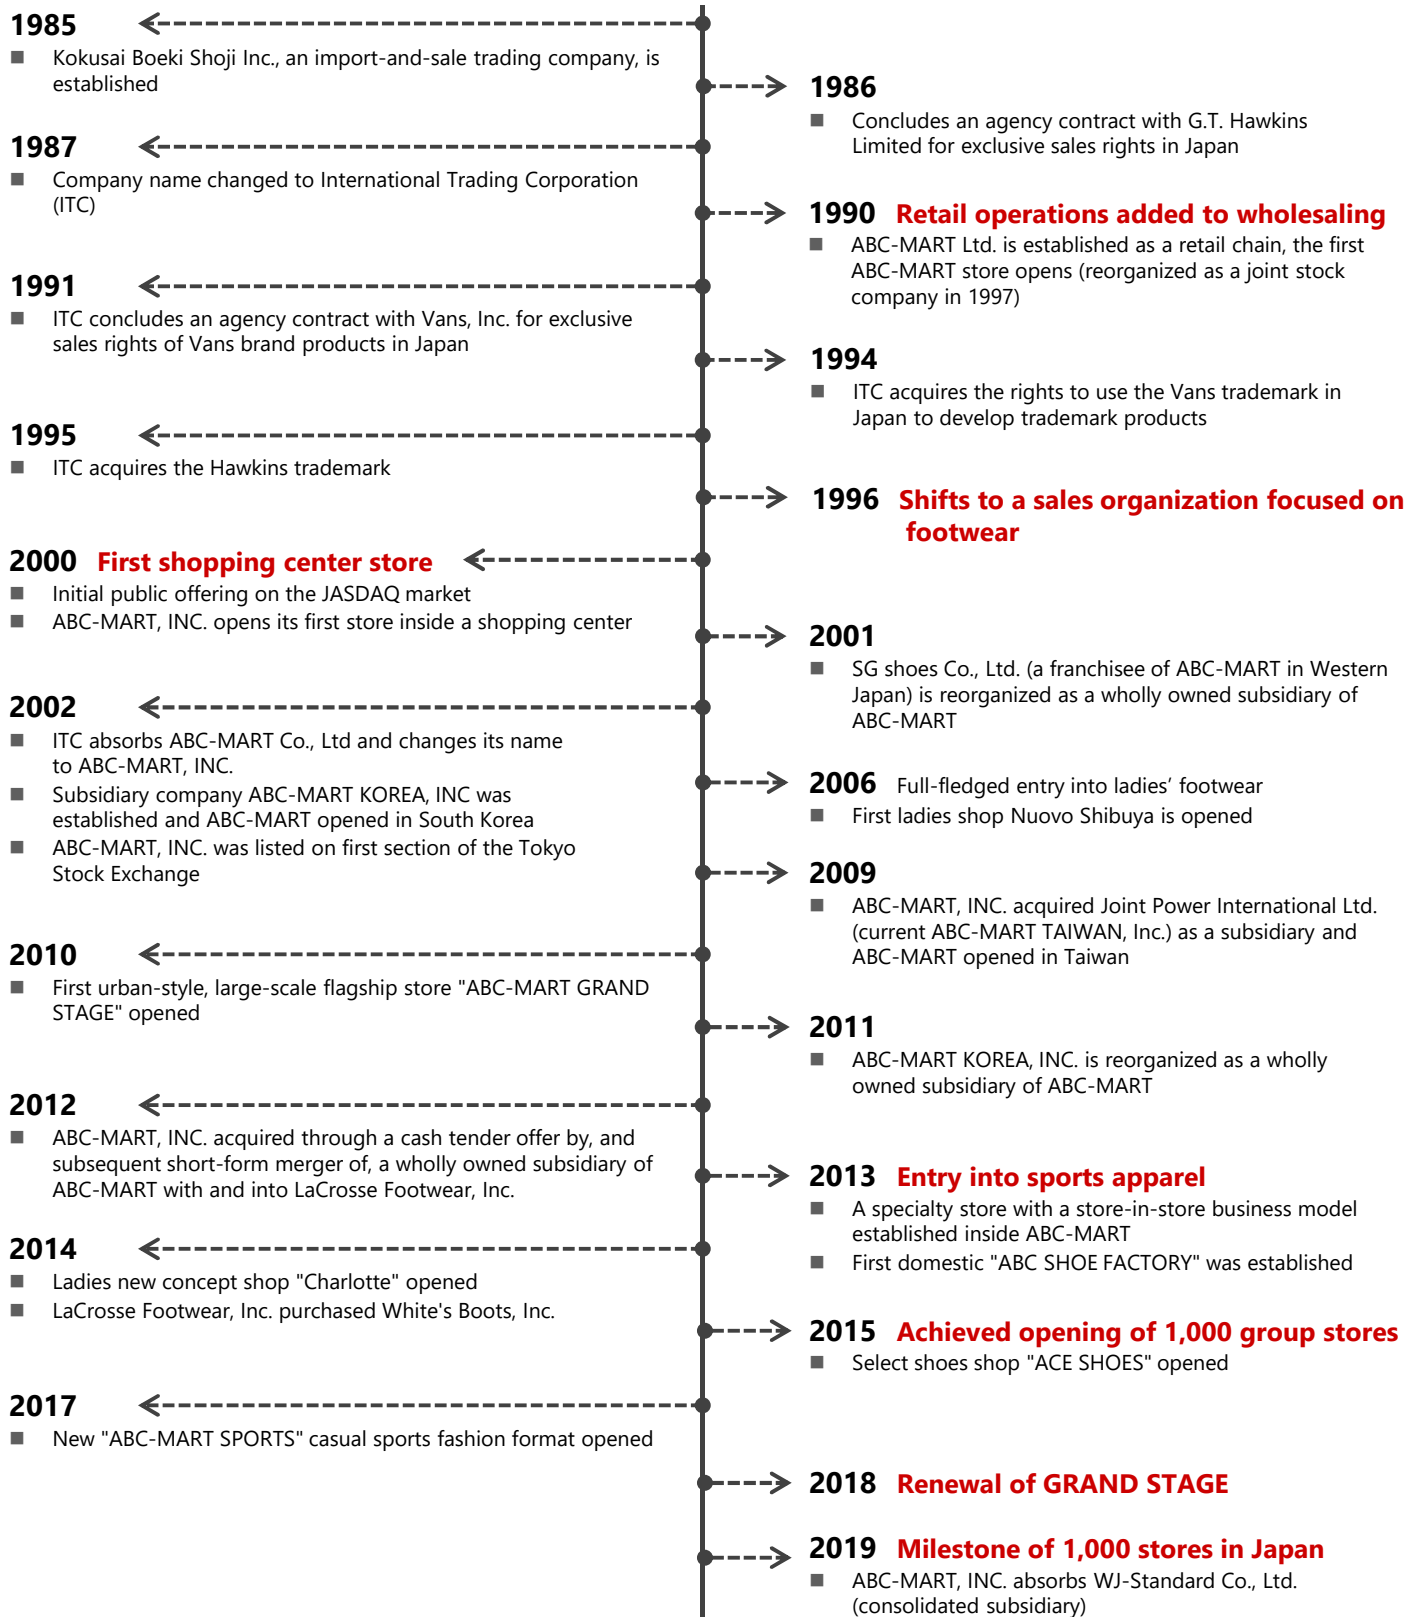 1985
■ Kokusai Boeki Shoji Inc., an import-and-sale trading company, is
established
1986
■ Concludes an agency contract with G.T. Hawkins
Limited for exclusive sales rights in Japan
1987
■ Company name changed to International Trading Corporation
(ITC)
1990 Retail operations added to wholesaling
■ ABC-MART Ltd. is established as a retail chain, the first
ABC-MART store opens (reorganized as a joint stock
company in 1997)
1991
■ ITC concludes an agency contract with Vans, Inc. for exclusive
sales rights of Vans brand products in Japan
1994
■ ITC acquires the rights to use the Vans trademark in
Japan to develop trademark products
1995
■ ITC acquires the Hawkins trademark
1996 Shifts to a sales organization focused on
footwear
2000 First shopping center store
■ Initial public offering on the JASDAQ market
■ ABC-MART, INC. opens its first store inside a shopping center
2001
■ SG shoes Co., Ltd. (a franchisee of ABC-MART in Western
Japan) is reorganized as a wholly owned subsidiary of
ABC-MART
2002
■ ITC absorbs ABC-MART Co., Ltd and changes its name
to ABC-MART, INC.
■ Subsidiary company ABC-MART KOREA, INC was
established and ABC-MART opened in South Korea
■ ABC-MART, INC. was listed on first section of the Tokyo
Stock Exchange
2006 Full-fledged entry into ladies’ footwear
■ First ladies shop Nuovo Shibuya is opened
2009
■ ABC-MART, INC. acquired Joint Power International Ltd.
(current ABC-MART TAIWAN, Inc.) as a subsidiary and
ABC-MART opened in Taiwan
2010
■ First urban-style, large-scale flagship store "ABC-MART GRAND
STAGE" opened
2011
■ ABC-MART KOREA, INC. is reorganized as a wholly
owned subsidiary of ABC-MART
2012
■ ABC-MART, INC. acquired through a cash tender offer by, and
subsequent short-form merger of, a wholly owned subsidiary of
ABC-MART with and into LaCrosse Footwear, Inc.
2013 Entry into sports apparel
■ A specialty store with a store-in-store business model
established inside ABC-MART
■ First domestic "ABC SHOE FACTORY" was established
2014
■ Ladies new concept shop "Charlotte" opened
■ LaCrosse Footwear, Inc. purchased White's Boots, Inc.
2015 Achieved opening of 1,000 group stores
■ Select shoes shop "ACE SHOES" opened
2017
■ New "ABC-MART SPORTS" casual sports fashion format opened
2018 Renewal of GRAND STAGE
2019 Milestone of 1,000 stores in Japan
■ ABC-MART, INC. absorbs WJ-Standard Co., Ltd.
(consolidated subsidiary)